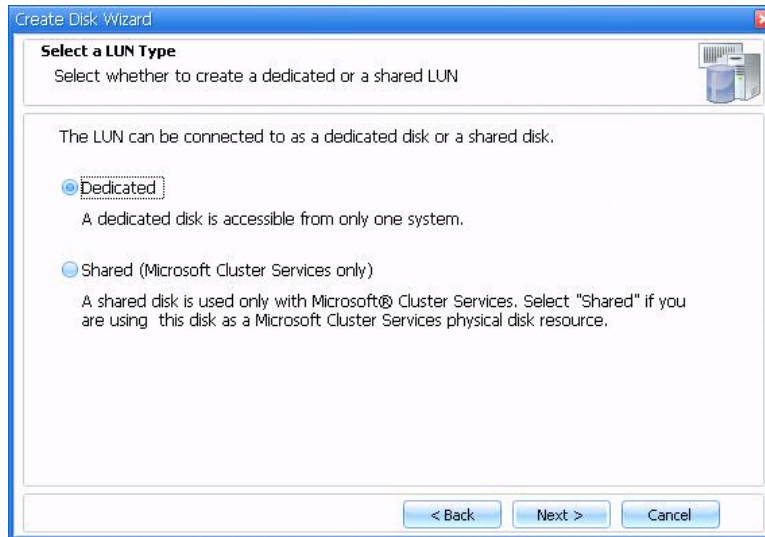 Create Disk Wizard
Select a LUN Type
Select whether to create a dedicated or a shared LUN
The LUN can be connected to as a dedicated disk or a shared disk.
Dedicated
A dedicated disk is accessible from only one system.
Shared (Microsoft Cluster Services only)
A shared disk is used only with Microsoft® Cluster Services. Select "Shared" if you
are using this disk as a Microsoft Cluster Services physical disk resource.
< Back
Next >
Cancel